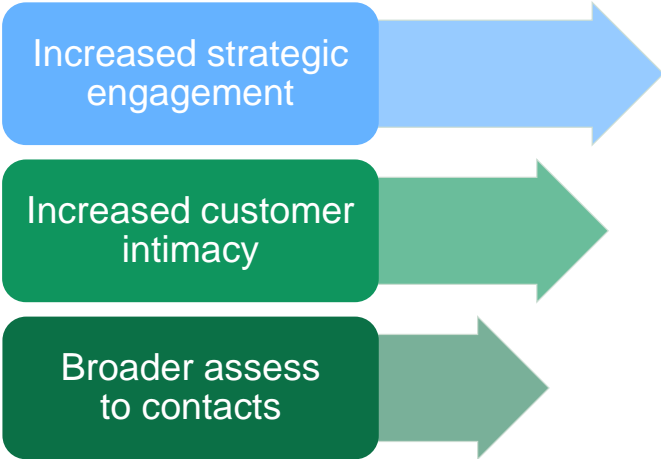 Increased strategic
engagement
Increased customer
intimacy
Broader assess
to contacts